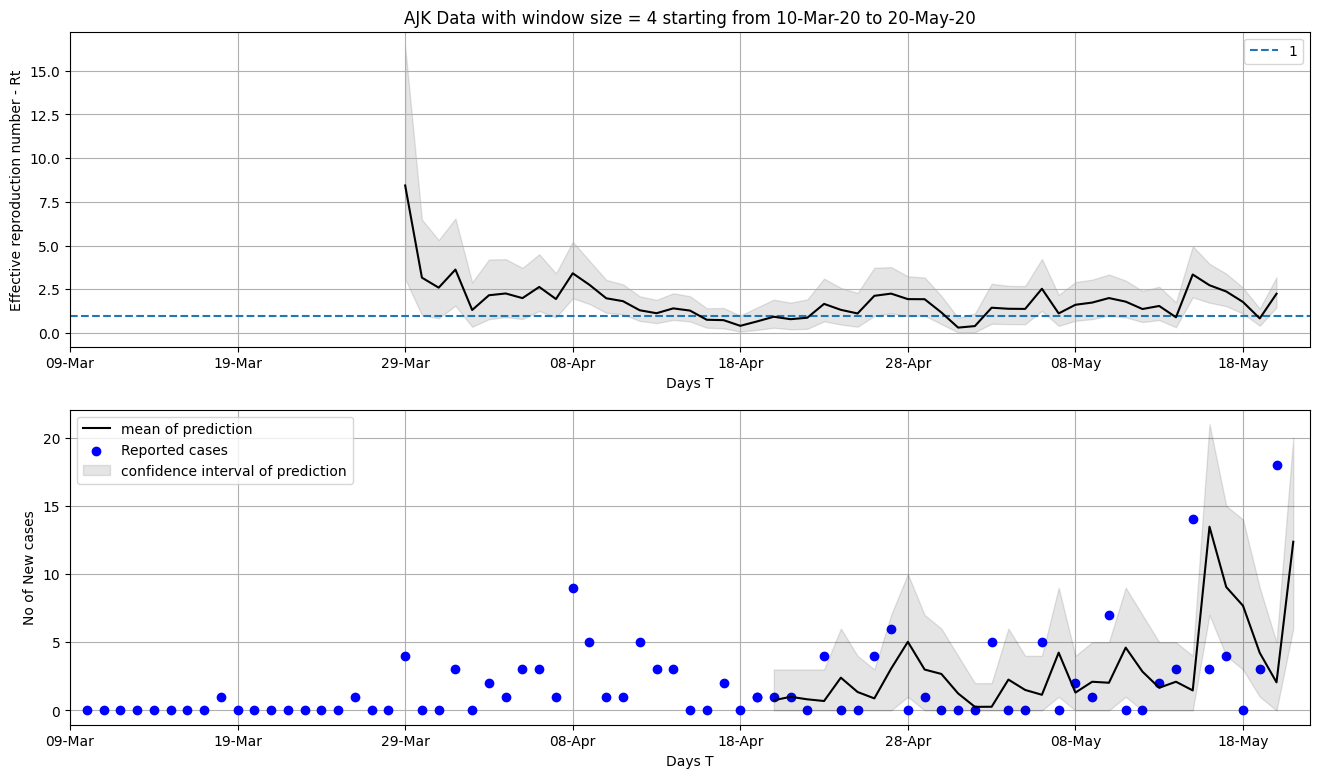 AJK Data with window size = 4 starting from 10-Mar-20 to 20-May-20
Effective reproduction number - Rt
15.0
12.5
10.0
7.5
5.0
2.5
0.0
1
09-Mar 19-Mar 29-Mar 08-Apr 18-Apr 28-Apr 08-May 18-May
Days T
No of New cases
20
15
10
5
0
mean of prediction
Reported cases
confidence interval of prediction
09-Mar 19-Mar 29-Mar 08-Apr 18-Apr 28-Apr 08-May 18-May
Days T